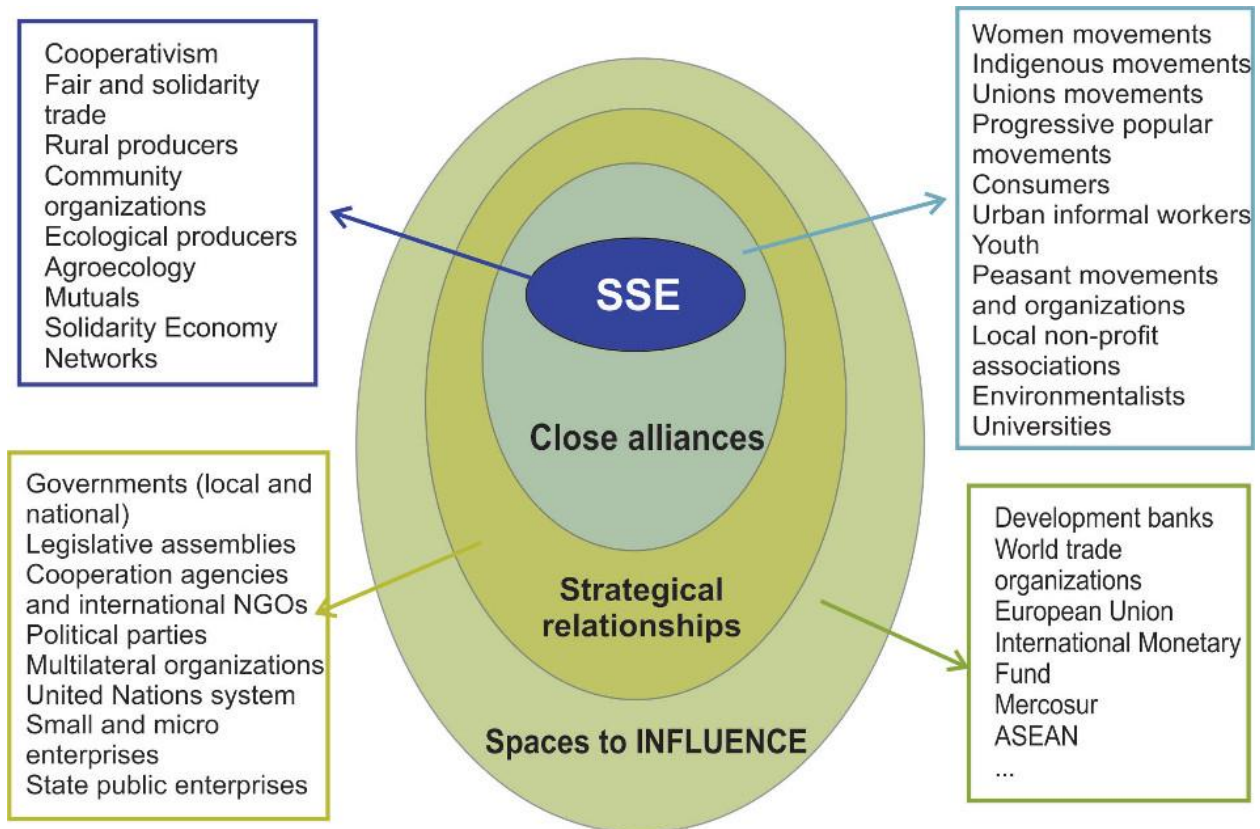 Cooperativism
Fair and solidarity
trade
Rural producers
Community
organizations
Ecological producers
Agroecology
Mutuals
Solidarity Economy
Networks
Women movements
Indigenous movements
Unions movements
Progressive popular
movements
Consumers
Urban informal workers
Youth
Peasant movements
and organizations
Local non-profit
associations
Environmentalists
Universities
SSE
Close alliances
Strategical
relationships
Spaces to INFLUENCE
Governments (local and
national)
Legislative assemblies
Cooperation agencies
and international NGOs
Political parties
Multilateral organizations
United Nations system
Small and micro
enterprises
State public enterprises
Development banks
World trade
organizations
European Union
International Monetary
Fund
Mercosur
ASEAN
...